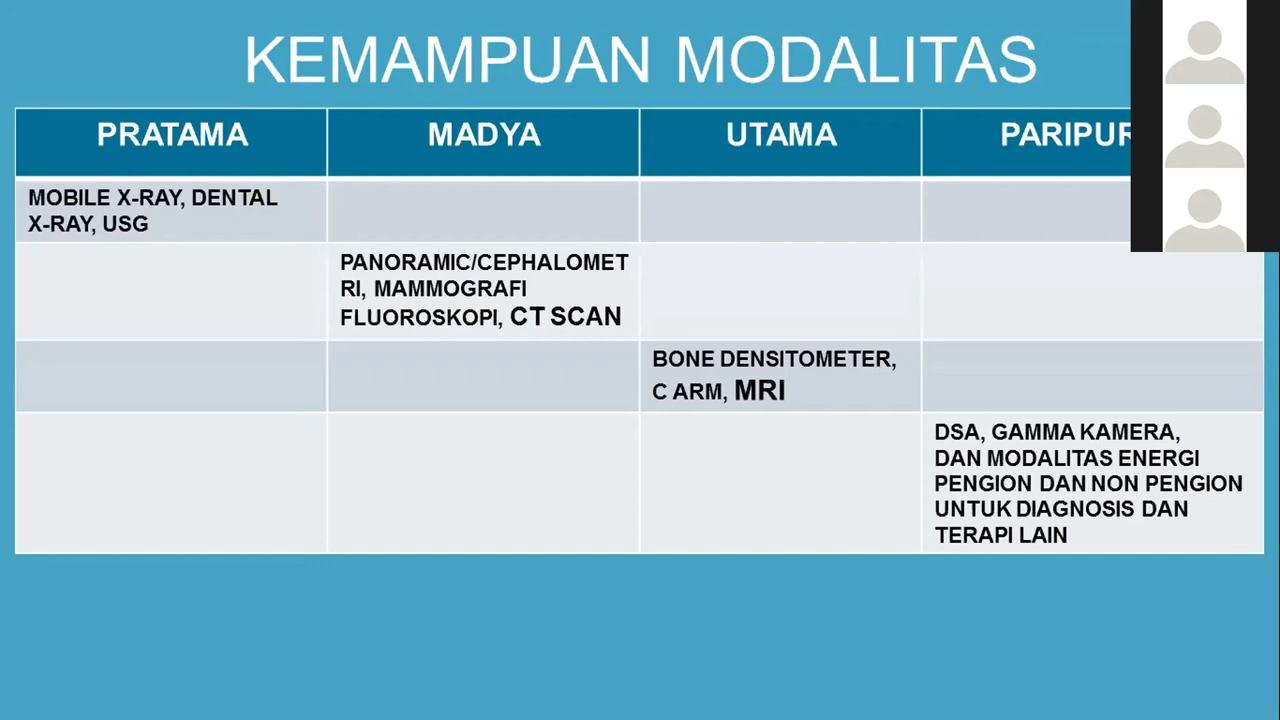 KEMAMPUAN MODALITAS
PRATAMA
MADYA
UTAMA
MOBILE X-RAY, DENTAL
X-RAY, USG
PANORAMIC/CEPHALOMET
RI, MAMMOGRAFI
FLUOROSKOPI, CT SCAN
BONE DENSITOMETER,
C ARM, MRI
DSA, GAMMA KAMERA,
DAN MODALITAS ENERGI
PENGION DAN NON PENGION
UNTUK DIAGNOSIS DAN
TERAPI LAIN